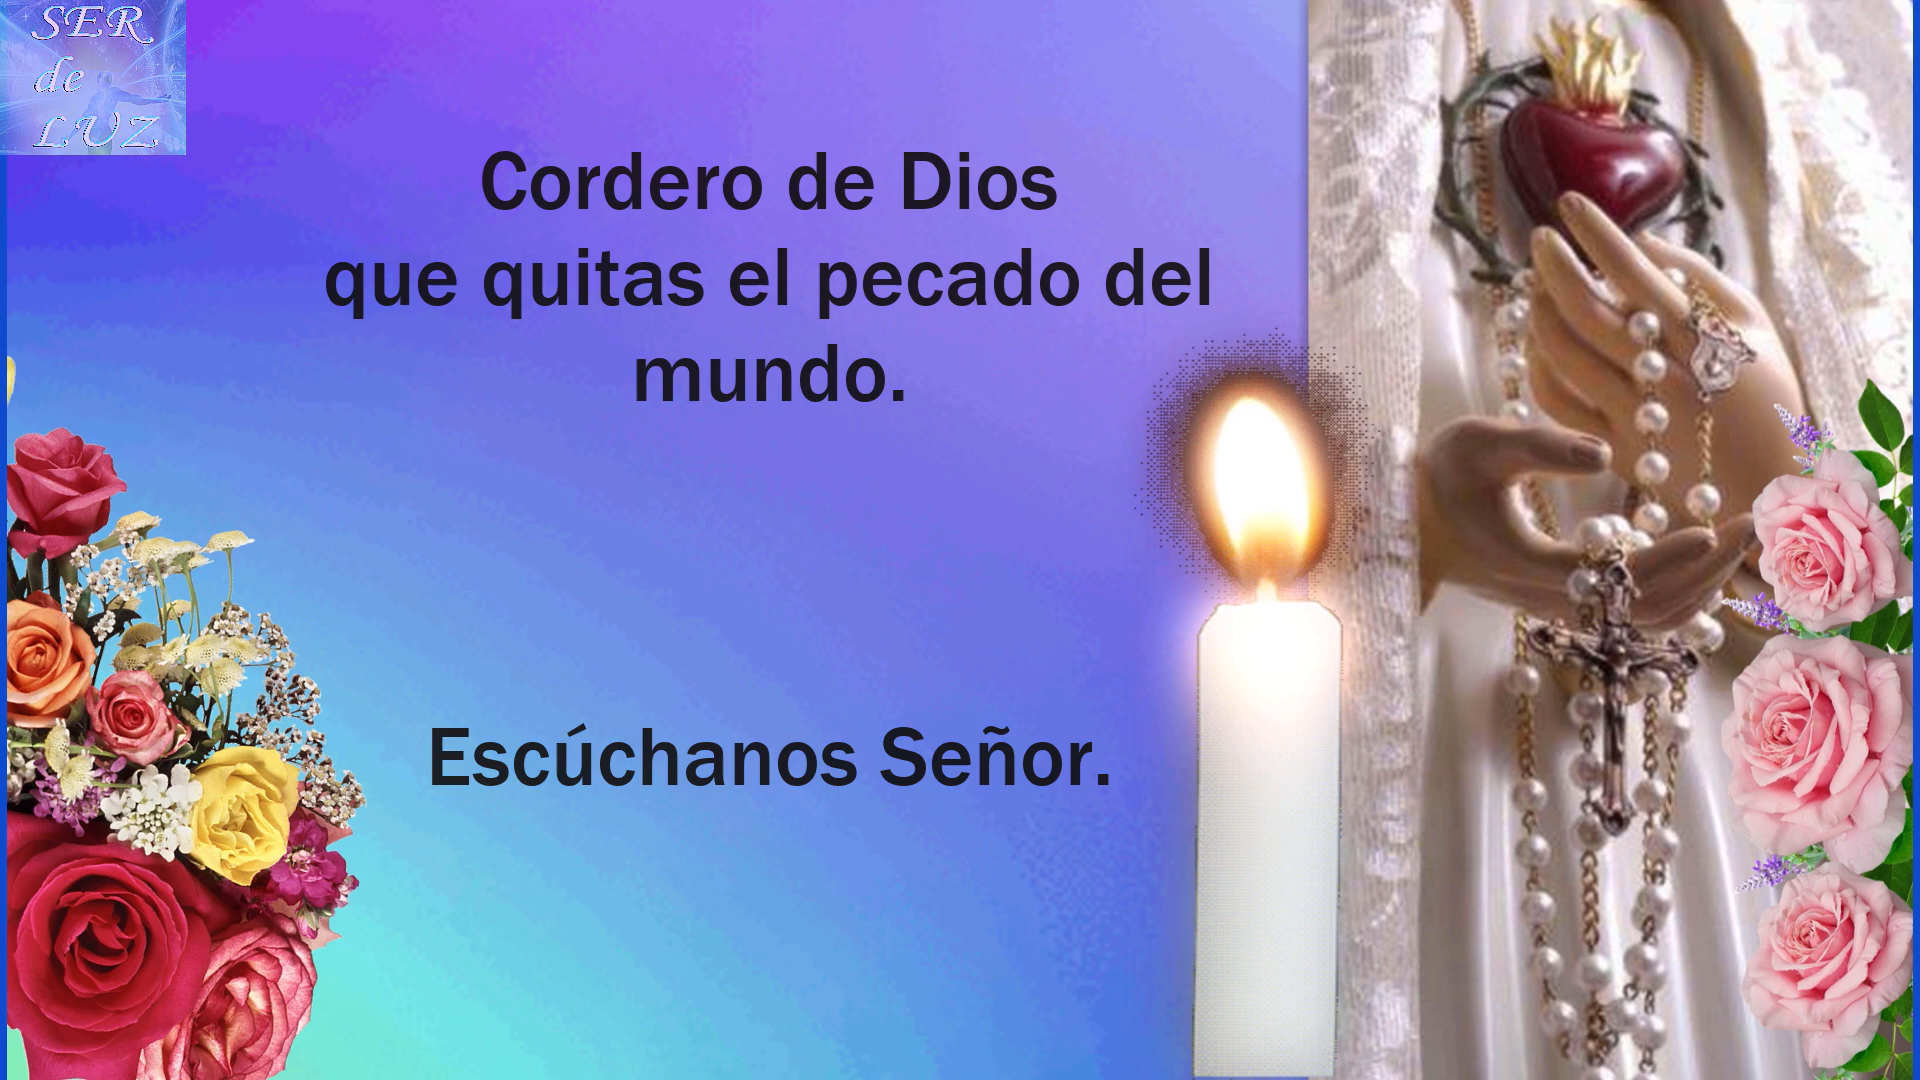 SER
de
LUZ
Cordero de Dios
que quitas el pecado del
mundo.
Escúchanos Señor.